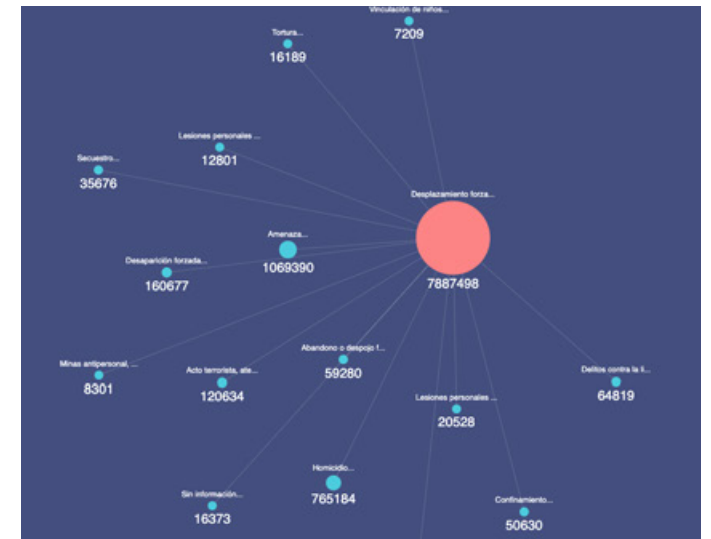 Vinculación de niños...
7209
Tortura...
16189
Lesiones personales ...
12801
Secuestro...
35676
Desplazamiento forza...
7887498
Amenaza...
1069390
Desaparición forzada...
160677
Abandono o despojo f...
59280
Minas antipersonal, ...
8301
Acto terrorista, ate...
120634
Delitos contra la li...
64819
Lesiones personales ...
20528
Homicidio...
765184
Sin información...
16373
Confinamiento...
50630